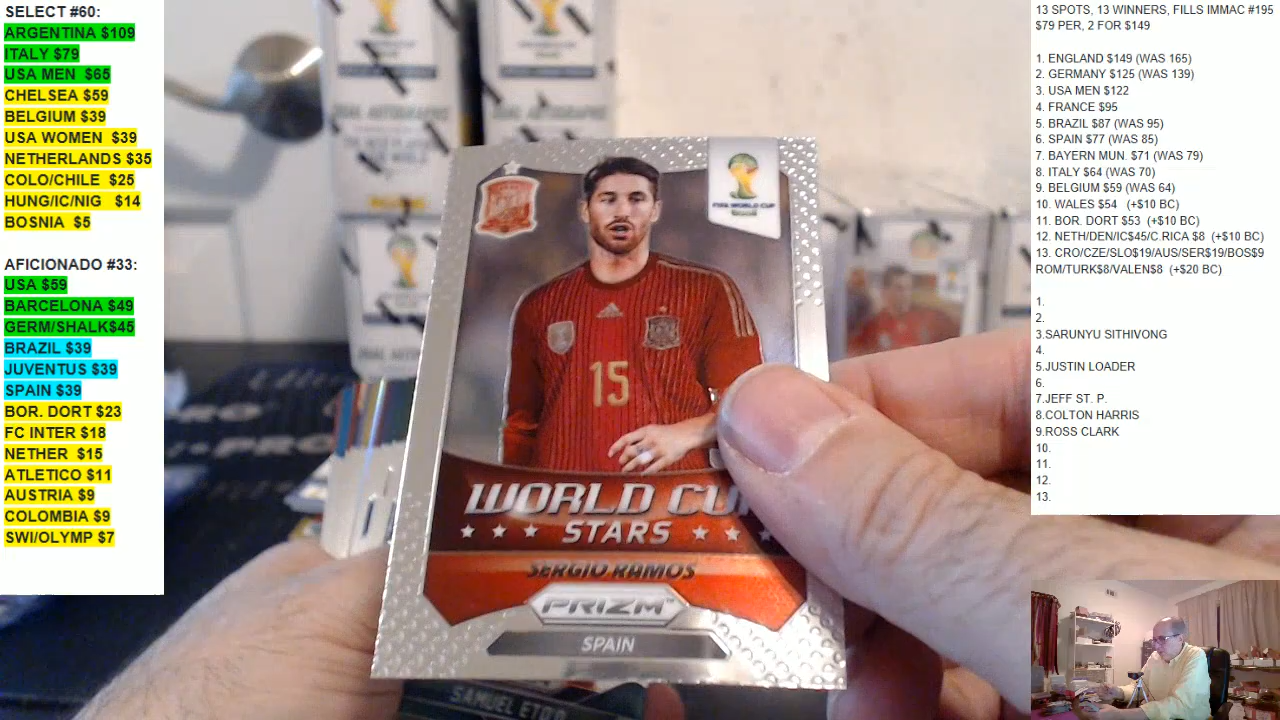 SELECT #60:
ARGENTINA $109
ITALY $79
USA MEN $65
CHELSEA $59
BELGIUM $39
USA WOMEN $39
NETHERLANDS $35
COLO/CHILE $25
HUNG/IC/NIG $14
BOSNIA $5
AFICIONADO #33:
USA $59
BARCELONA $49
GERM/SHALK$45
BRAZIL $39
JUVENTUS $39
SPAIN $39
BOR. DORT $23
FC INTER $18
NETHER $15
ATLETICO $11
AUSTRIA $9
COLOMBIA $9
SWI/OLYMP $7
FIFA WORLD CUP
15
WORLD CU
STARS
SERGIO RAMOS
PRIZM
SPAIN
SAMUEL ETO'O
13 SPOTS, 13 WINNERS, FILLS IMMAC #195
$79 PER, 2 FOR $149
1. ENGLAND $149 (WAS 165)
2. GERMANY $125 (WAS 139)
3. USA MEN $122
4. FRANCE $95
5. BRAZIL $87 (WAS 95)
6. SPAIN $77 (WAS 85)
7. BAYERN MUN. $71 (WAS 79)
8. ITALY $64 (WAS 70)
9. BELGIUM $59 (WAS 64)
10. WALES $54 (+$10 BC)
11. BOR. DORT $53 (+$10 BC)
12. NETH/DEN/IC$45/C.RICA $8 (+$10 BC)
13. CRO/CZE/SLO$19/AUS/SER$19/BOS$9
ROM/TURK$8/VALEN$8 (+$20 BC)
1.
2.
3.SARUNYU SITHIVONG
4.
5.JUSTIN LOADER
6.
7.JEFF ST. P.
8.COLTON HARRIS
9.ROSS CLARK
10.
11.
12.
13.